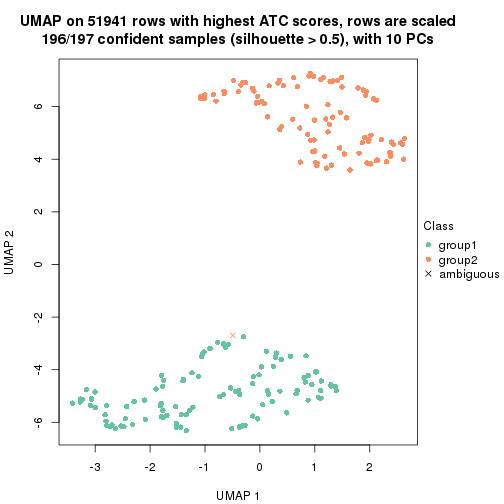 UMAP on 51941 rows with highest ATC scores, rows are scaled
196/197 confident samples (silhouette > 0.5), with 10 PCs
6
4
2
0
-2
-4
-6
UMAP 2
-3
-2
-1
0
1
2
UMAP 1
Class
group1
group2
ambiguous